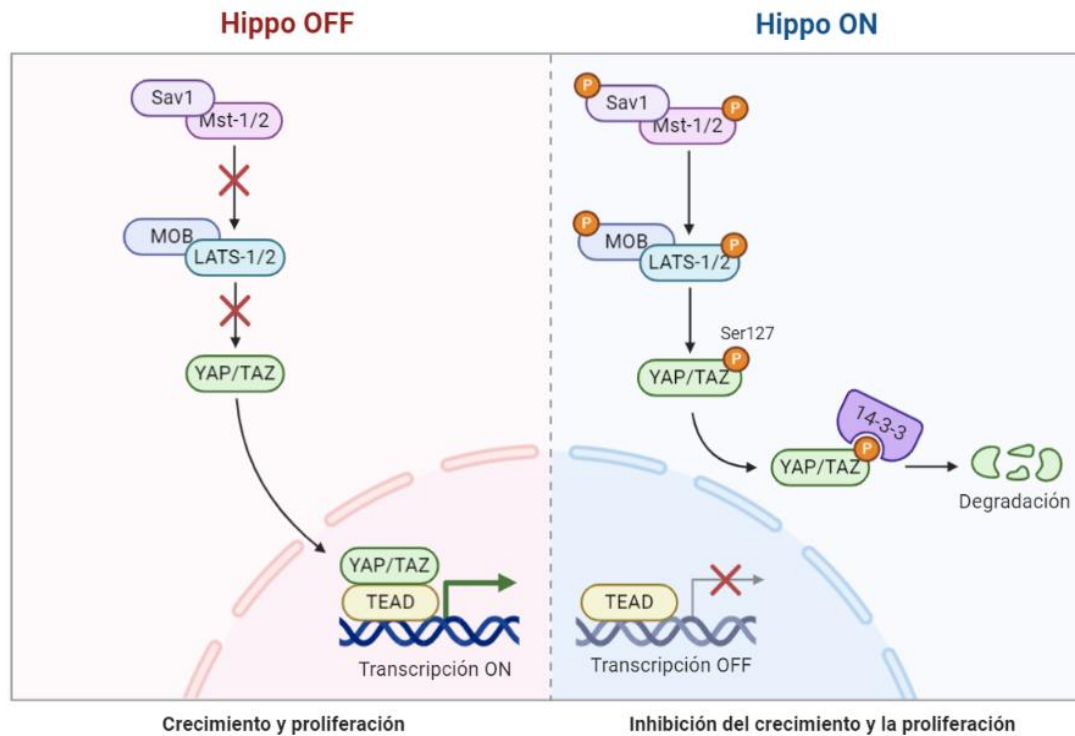 Hippo OFF
Sav1
Mst-1/2
MOB
LATS-1/2
YAP/TAZ
YAP/TAZ
TEAD
Transcripción ON
Crecimiento y proliferación
Hippo ON
P
Sav1
P
Mst-1/2
P
MOB
P
LATS-1/2
Ser127
P
YAP/TAZ
14-3-3
P
YAP/TAZ
Degradación
TEAD
Transcripción OFF
Inhibición del crecimiento y la proliferación